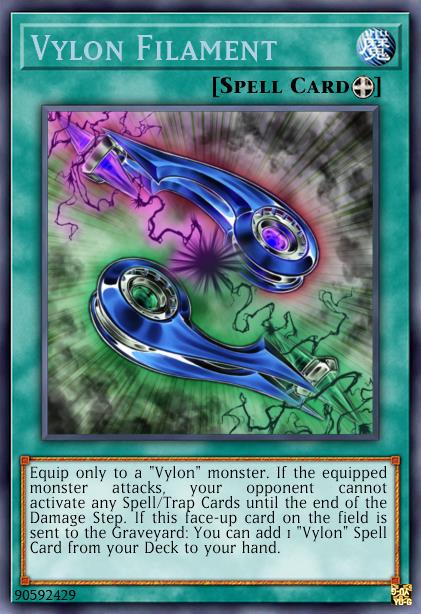 Vylon Filament
魔
[Spell Card]
Equip only to a "Vylon" monster. If the equipped
monster attacks, your opponent cannot
activate any Spell/Trap Cards until the end of the
Damage Step. If this face-up card on the field is
sent to the Graveyard: You can add 1 "Vylon" Spell
Card from your Deck to your hand.
90592429